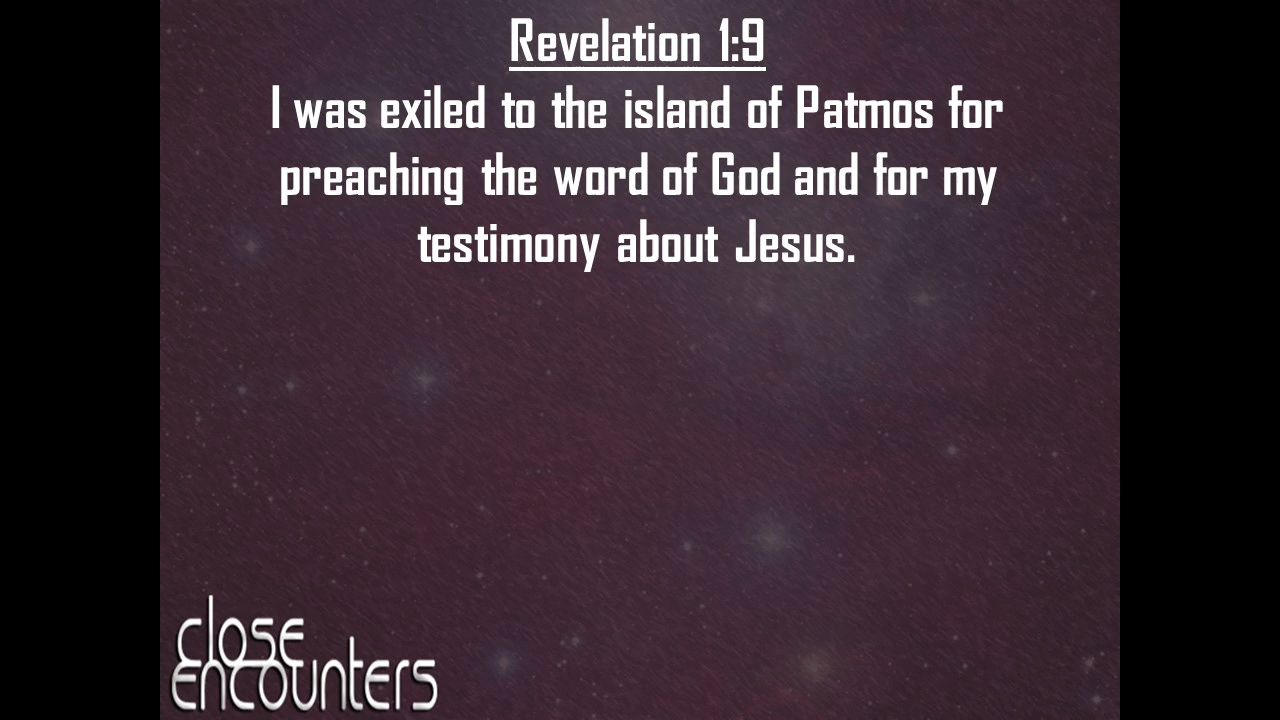 Revelation 1:9
I was exiled to the island of Patmos for
preaching the word of God and for my
testimony about Jesus.
close
encounters